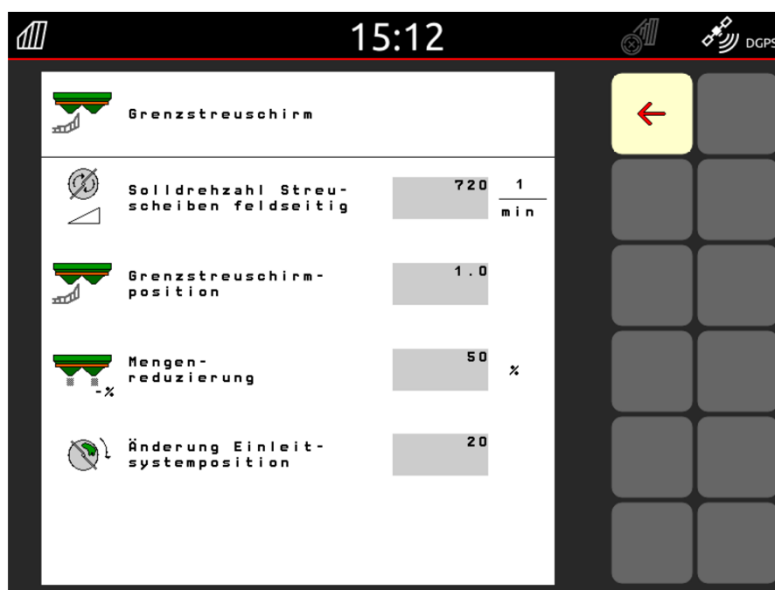 15:12
DGPS
Grenzstreuschirm
Solldrehzahl Streu-
scheiben feldseitig
720
1
min
Grenzstreuschirm-
position
1.0
Mengen-
reduzierung
50
%
-%
Änderung Einleit-
systemposition
20